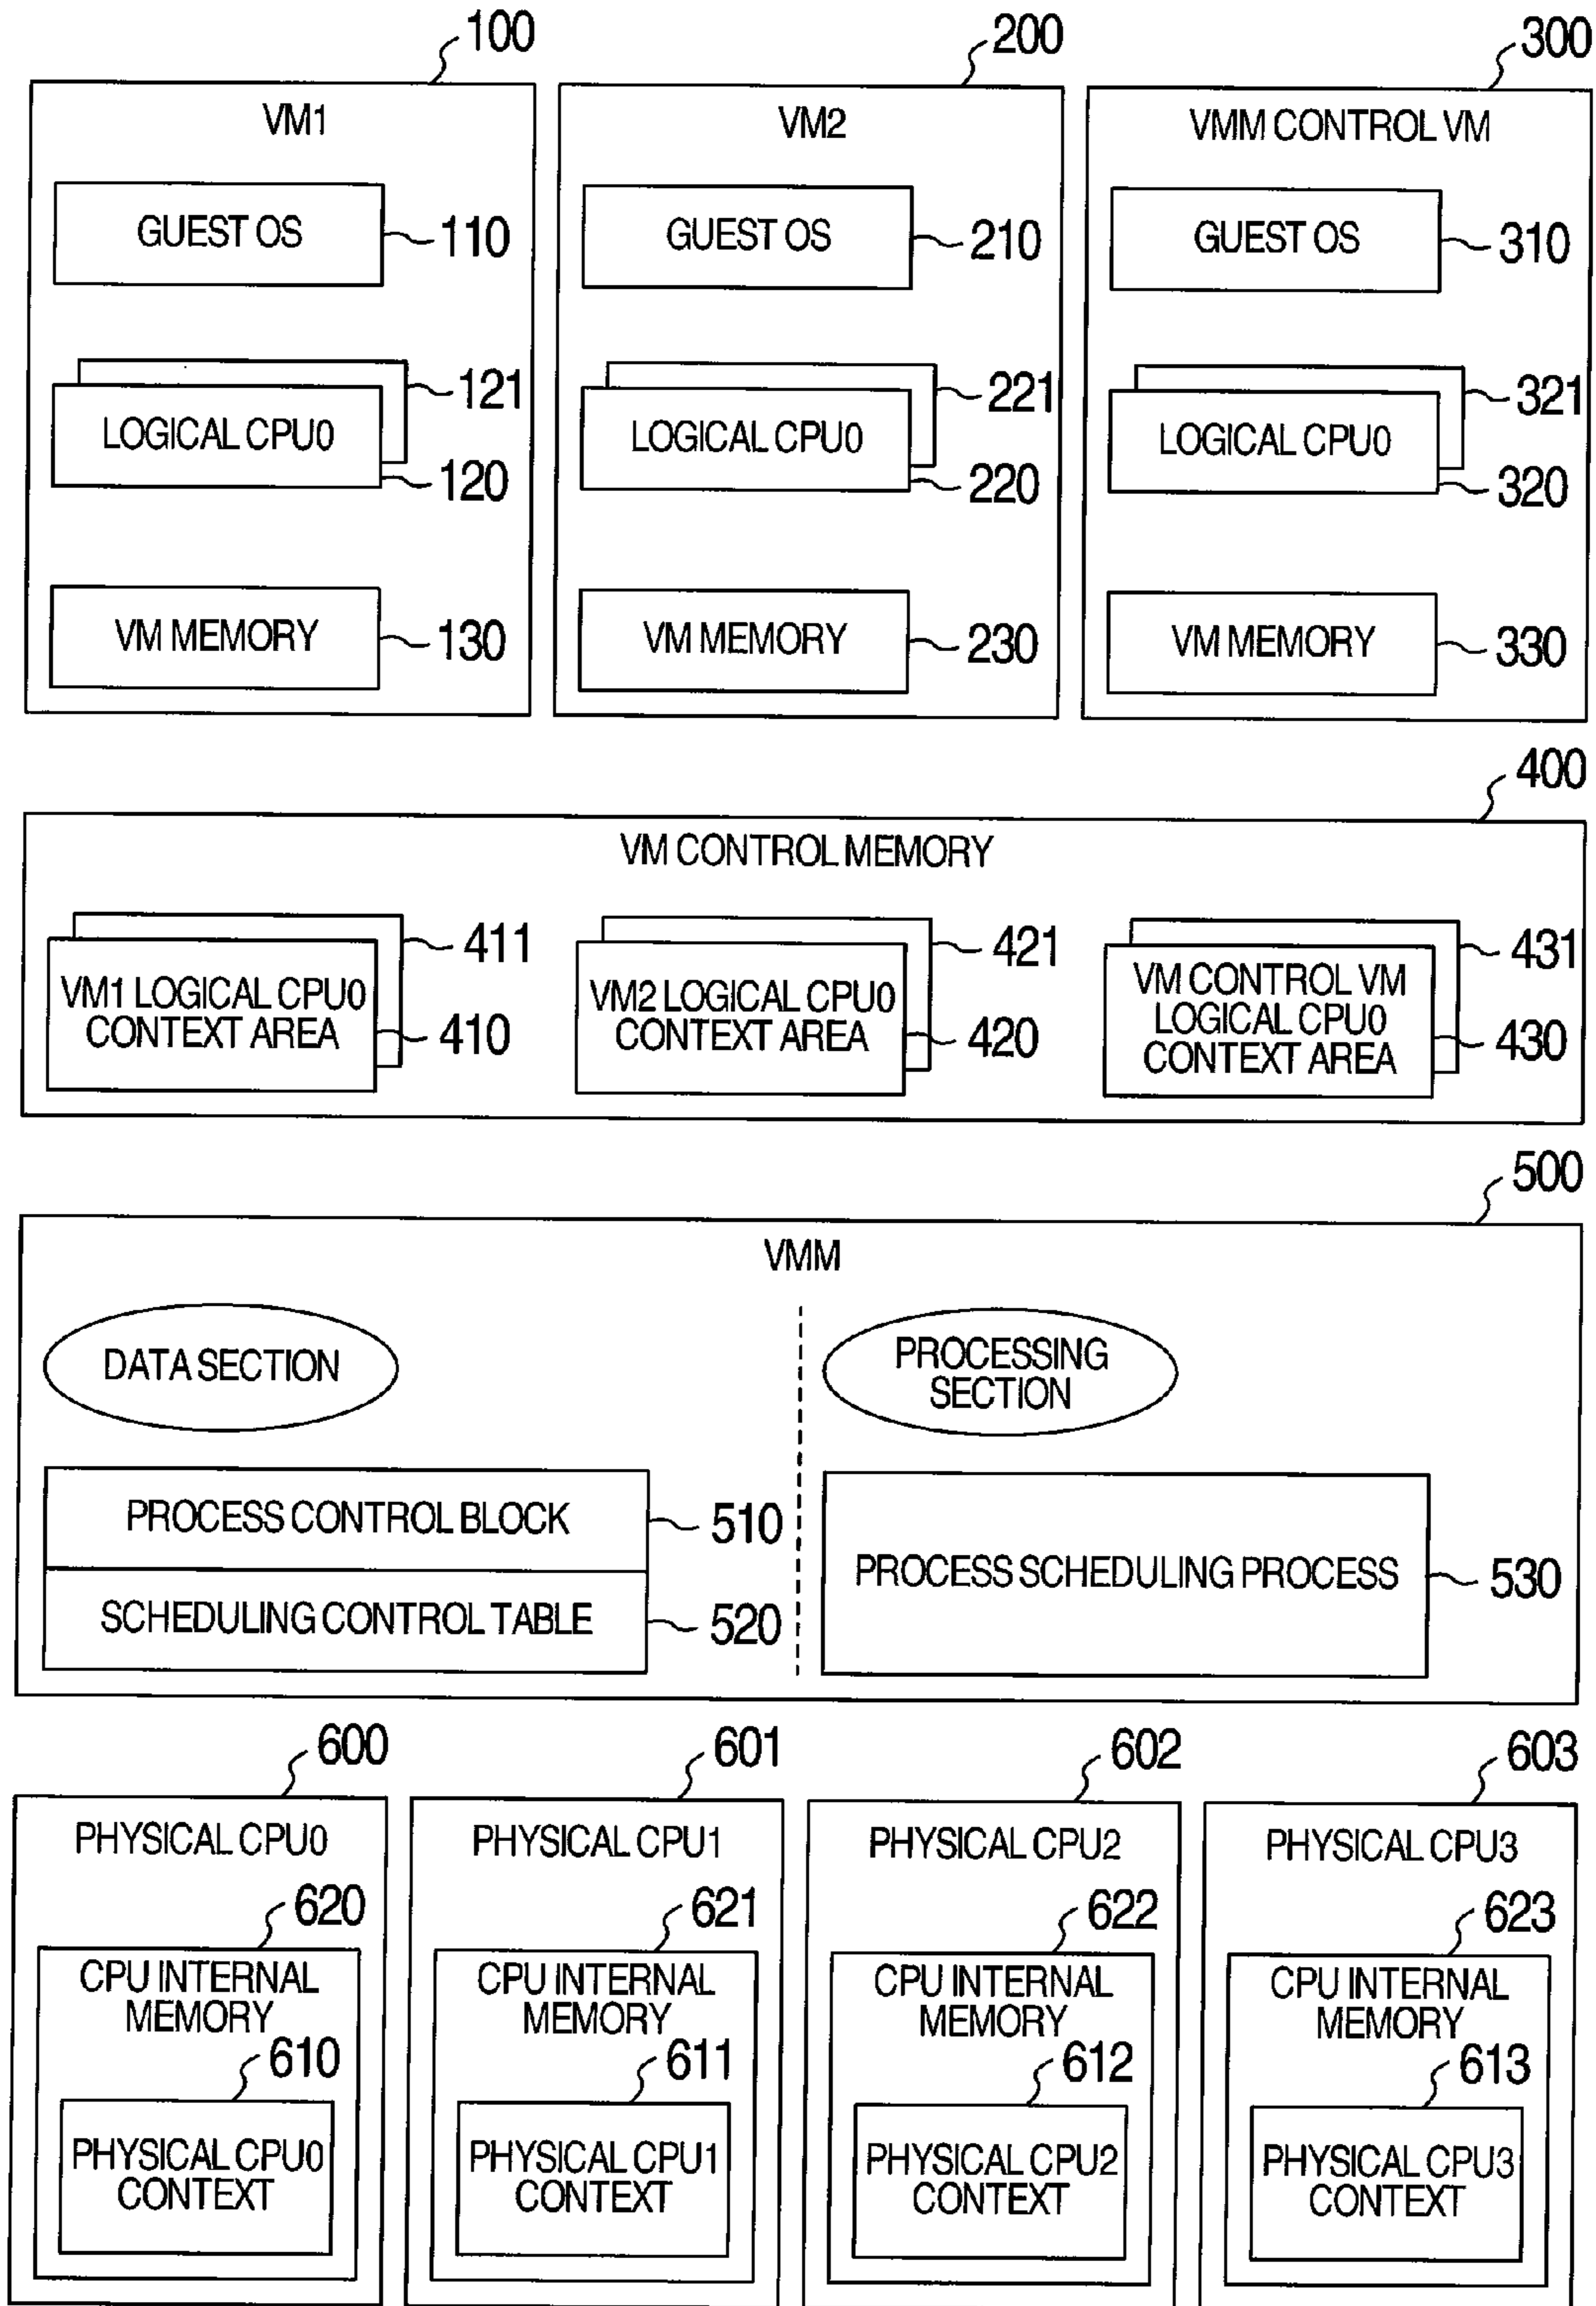 100
200
300
VM1
VM2
VMM CONTROL VM
GUEST OS
110
GUEST OS
210
GUEST OS
310
121
221
321
LOGICAL CPU0
LOGICAL CPU0
LOGICAL CPU0
120
220
320
VM MEMORY
130
VM MEMORY
230
VM MEMORY
330
400
VM CONTROL MEMORY
411
421
431
VM1 LOGICAL CPU0
CONTEXT AREA
410
VM2 LOGICAL CPU0
CONTEXT AREA
420
VM CONTROL VM
LOGICAL CPU0
CONTEXT AREA
430
500
VMM
DATA SECTION
PROCESSING
SECTION
PROCESS CONTROL BLOCK
510
SCHEDULING CONTROL TABLE
520
PROCESS SCHEDULING PROCESS
530
600
601
602
603
PHYSICAL CPU0
PHYSICAL CPU1
PHYSICAL CPU2
PHYSICAL CPU3
620
621
622
623
CPU INTERNAL
MEMORY
CPU INTERNAL
MEMORY
CPU INTERNAL
MEMORY
CPU INTERNAL
MEMORY
610
611
612
613
PHYSICAL CPU0
CONTEXT
PHYSICAL CPU1
CONTEXT
PHYSICAL CPU2
CONTEXT
PHYSICAL CPU3
CONTEXT